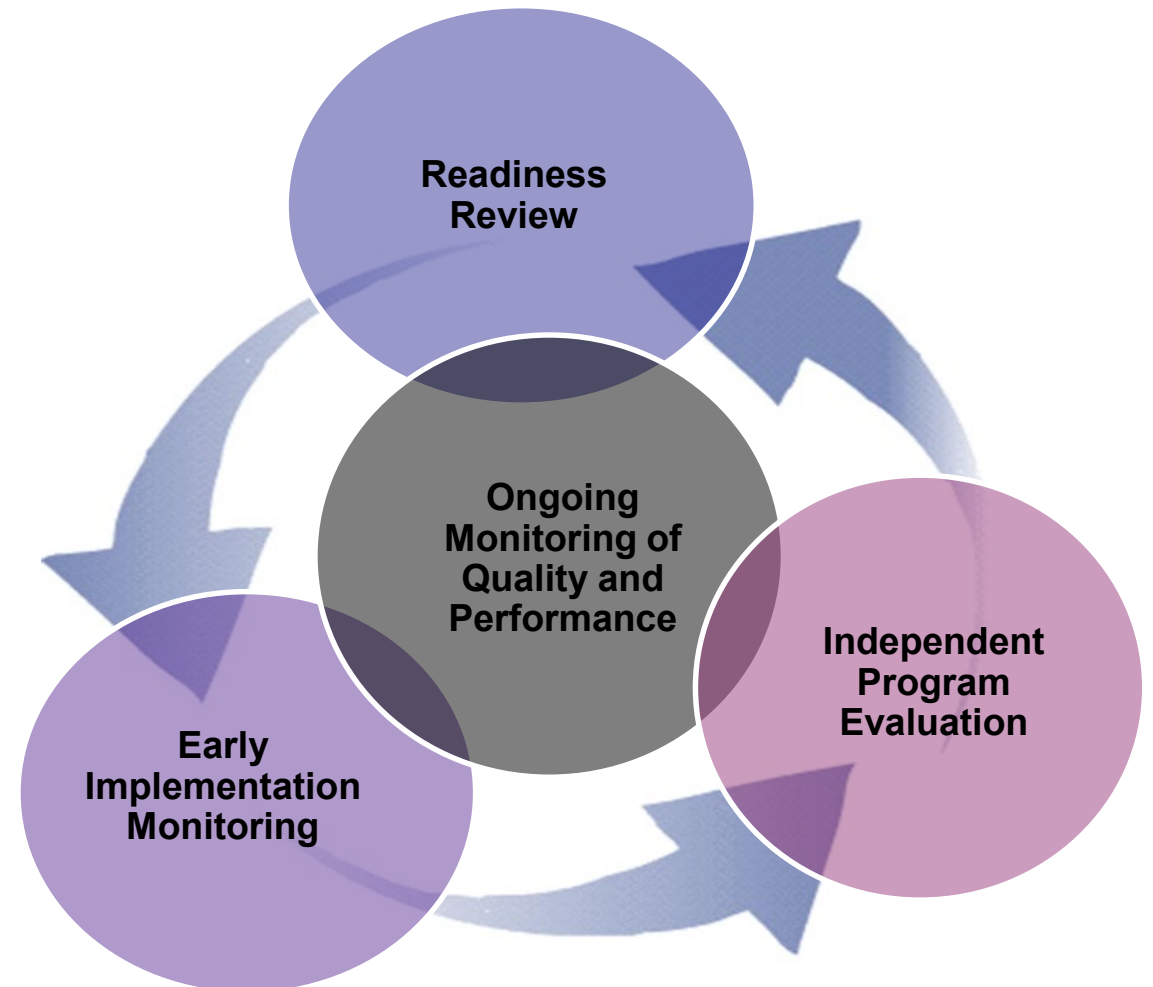 Readiness
Review
Ongoing
Monitoring of
Quality and
Performance
Independent
Program
Evaluation
Early
Implementation
Monitoring